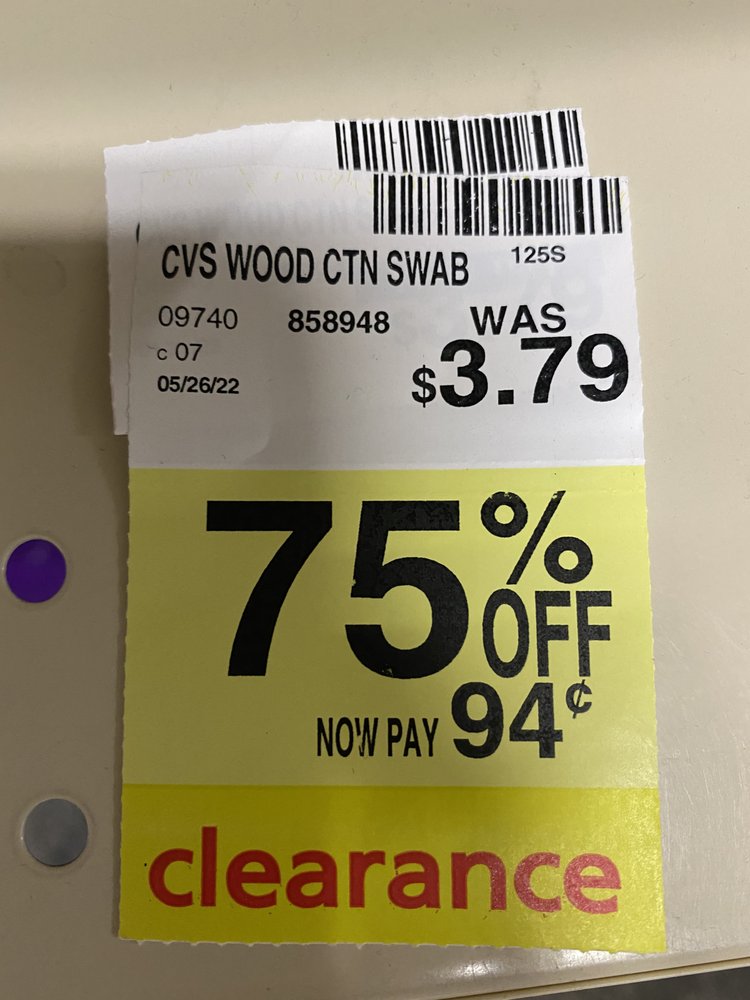 CVS WOOD CTN SWAB 125S
09740 858948 WAS
c 07
$3.79
05/26/22
75% OFF
NOW PAY 94¢
clearance